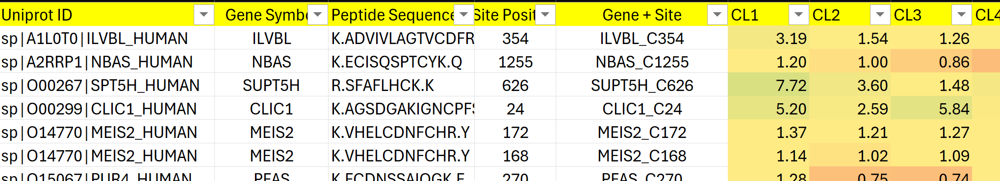 Uniprot ID Gene Symbo Peptide Sequence Site Posit Gene + Site CL1 CL2 CL3 CL4
sp|A1L0T0|ILVBL_HUMAN ILVBL K.ADVIVLAGTVCDFR 354 ILVBL_C354 3.19 1.54 1.26
sp|A2RRP1|NBAS_HUMAN NBAS K.ECISQSPTCYK.Q 1255 NBAS_C1255 1.20 1.00 0.86
sp|O00267|SPT5H_HUMAN SUPT5H R.SFAFLHCK.K 626 SUPT5H_C626 7.72 3.60 1.48
sp|O00299|CLIC1_HUMAN CLIC1 K.AGSDGAKIGNCPFS 24 CLIC1_C24 5.20 2.59 5.84
sp|O14770|MEIS2_HUMAN MEIS2 K.VHELCDNFCHR.Y 172 MEIS2_C172 1.37 1.21 1.27
sp|O14770|MEIS2_HUMAN MEIS2 K.VHELCDNFCHR.Y 168 MEIS2_C168 1.14 1.02 1.09
sp|O15067|PUR4_HUMAN PFAS K.FCDNSSAIQGK.E 270 PFAS_C270 1.28 0.75 0.74